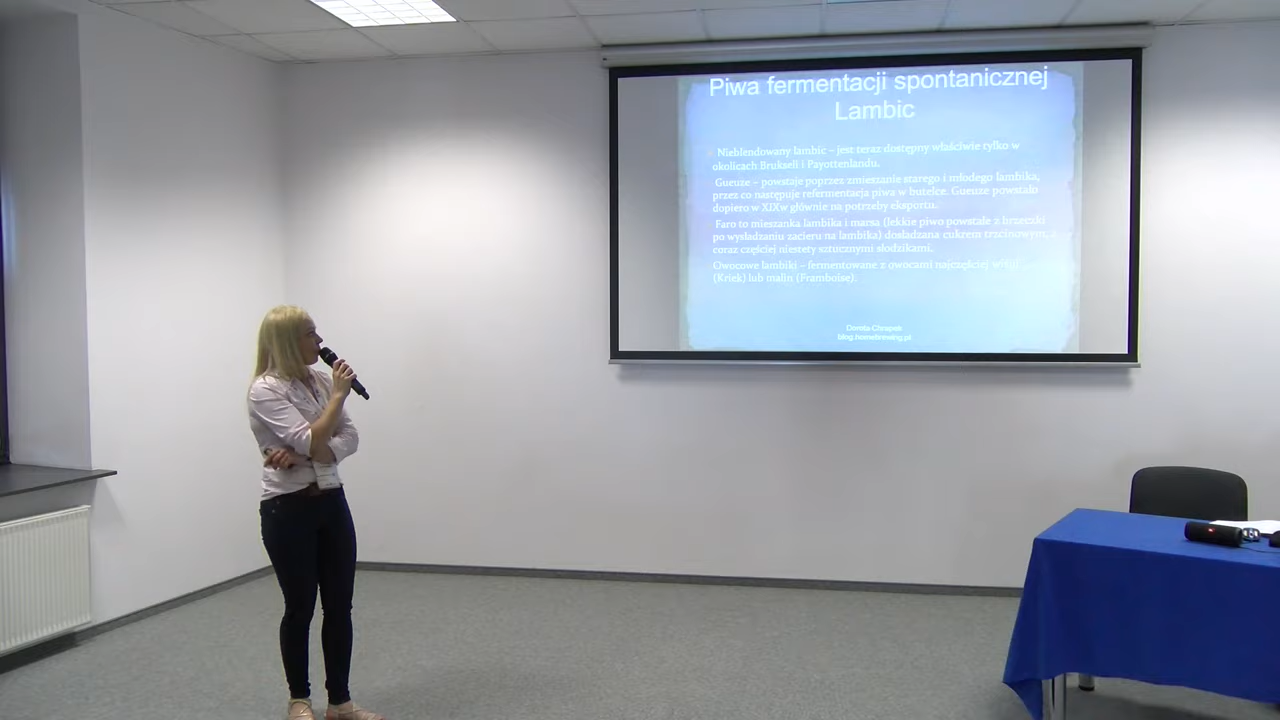 Piwa fermentacji spontanicznej
Lambic
Nieblendowany lambic – jest teraz dostępny właściwie tylko w
okolicach Brukseli i Payottenlandu.
Gueuze – powstaje poprzez zmieszanie starego i młodego lambika,
przez co następuje refermentacja piwa w butelce. Gueuze powstało
dopiero w XIXw głównie na potrzeby eksportu.
Faro to mieszanka lambika i marsa (lekkie piwo powstałe z brzeczki
po wysładzaniu zacieru na lambika) dosładzana cukrem trzcinowym, a
coraz częściej niestety sztucznymi słodzikami.
Owocowe lambiki – fermentowane z owocami najczęściej wiśni
(Kriek) lub malin (Framboise).
Dorota Chrapek
blog.homebrewing.pl